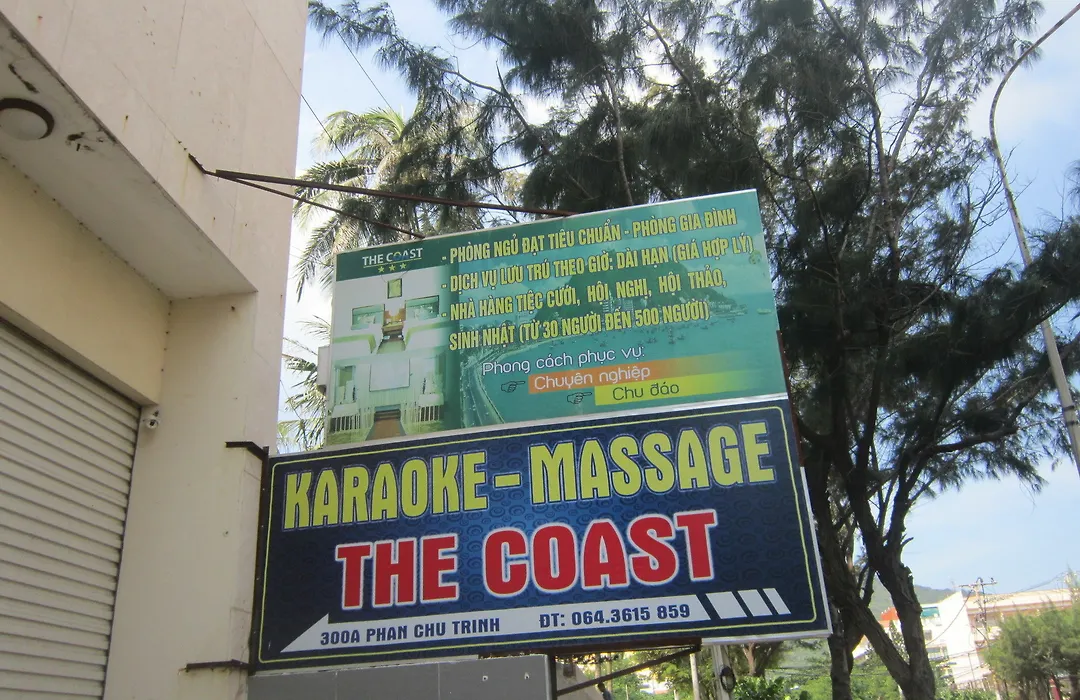 THE COAST
- PHÒNG NGỦ ĐẠT TIÊU CHUẨN - PHÒNG GIA ĐÌNH
- DỊCH VỤ LƯU TRÚ THEO GIỜ: DÀI HẠN (GIÁ HỢP LÝ)
- NHÀ HÀNG TIỆC CƯỚI, HỘI NGHỊ, HỘI THẢO,
SINH NHẬT (TỪ 30 NGƯỜI ĐẾN 500 NGƯỜI)
Phong cách phục vụ:
Chuyên nghiệp
Chu đáo
KARAOKE - MASSAGE
THE COAST
300A PHAN CHU TRINH ĐT: 064.3615 859